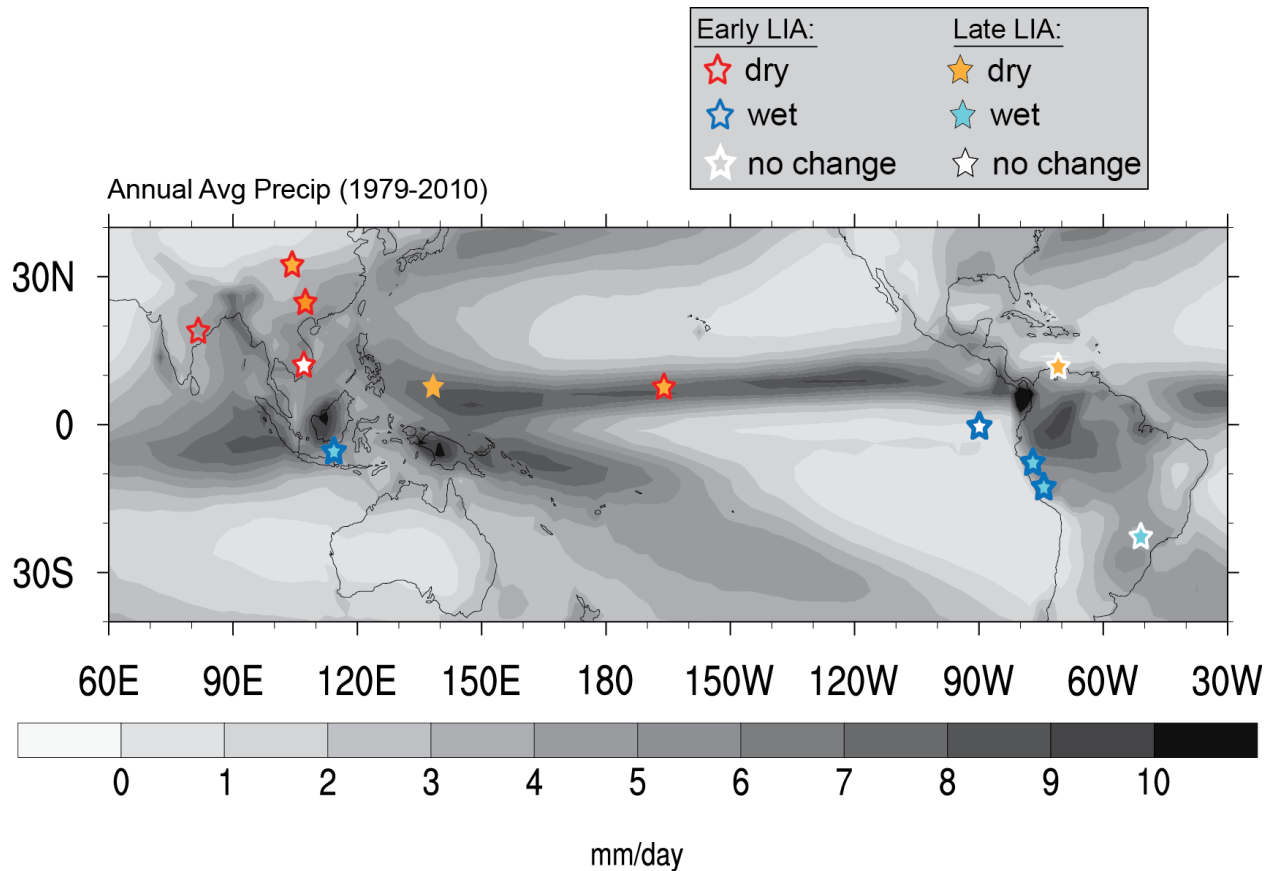 Early LIA: Late LIA:
dry dry
wet wet
no change no change
Annual Avg Precip (1979-2010)
30N
0
30S
60E 90E 120E 150E 180 150W 120W 90W 60W 30W
0 1 2 3 4 5 6 7 8 9 10
mm/day